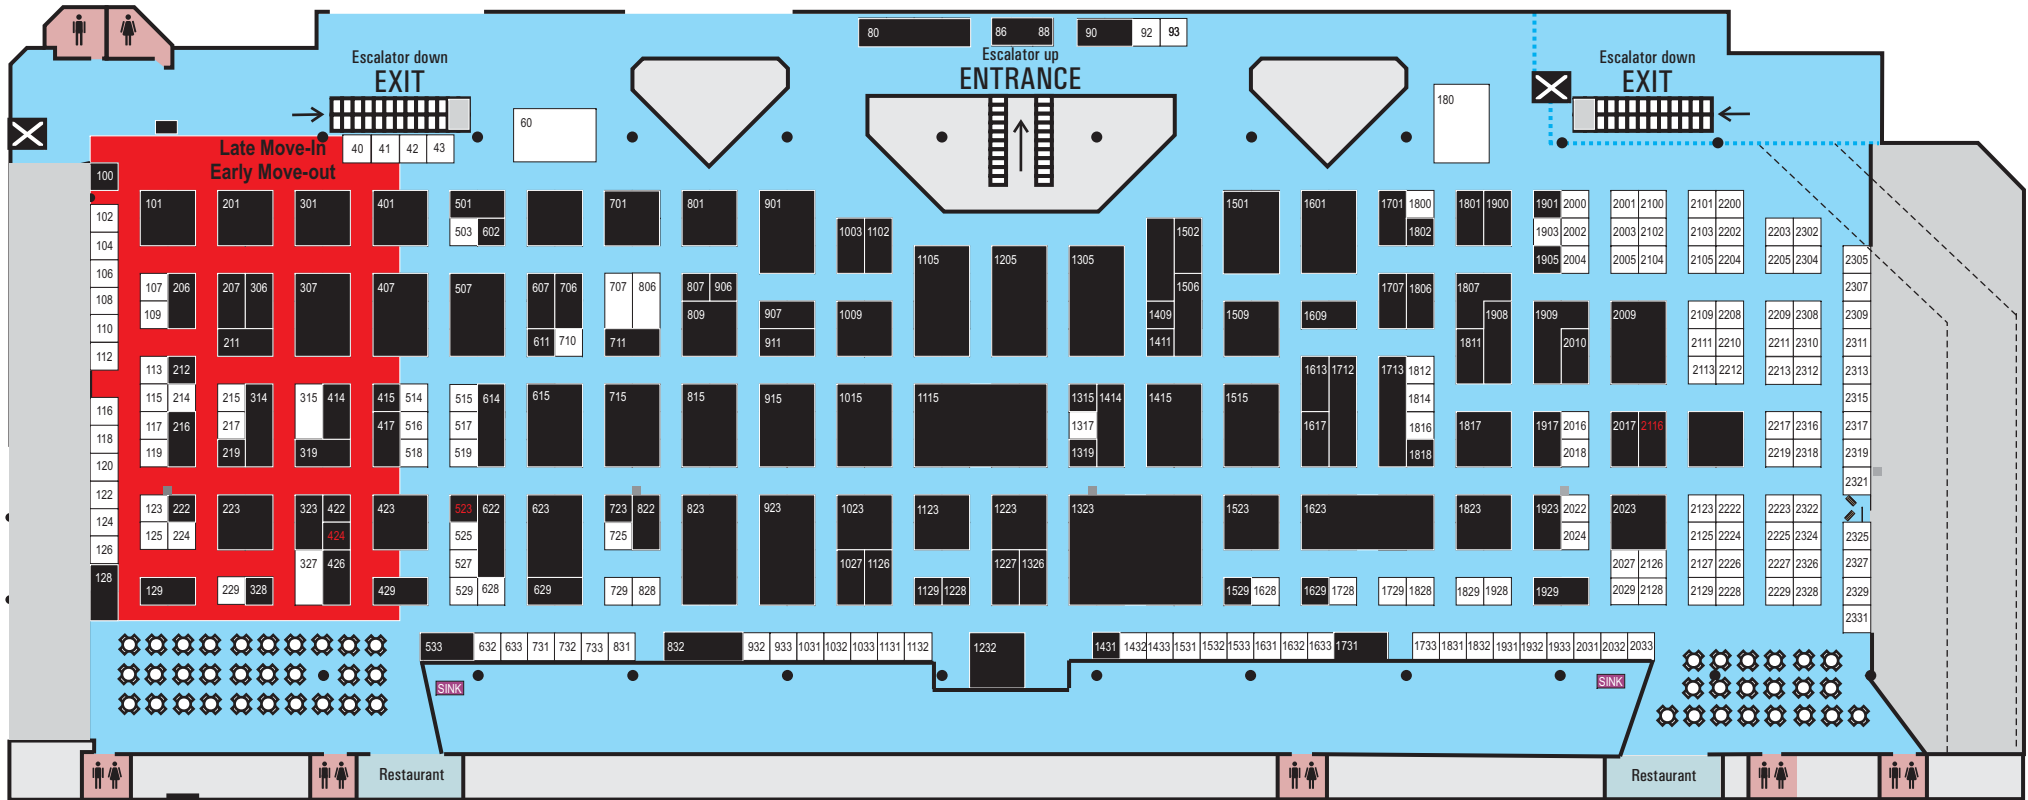 80 86 88 90 92 93
Escalator down
EXIT
Escalator up
ENTRANCE
Escalator down
EXIT
60 180
Late Move-In
Early Move-out
40 41 42 43
100
101 201 301 401 501 701 801 901 1501 1601 1701 1800 1801 1900 1901 2000 2001 2100 2101 2200
102
503 602 1003 1102 1502 1802 1903 2002 2003 2102 2103 2202 2203 2302
104
1105 1205 1305 1905 2004 2005 2104 2105 2204 2205 2304 2305
106
107 206 207 306 307 407 507 607 706 707 806 807 906 1506 1707 1806 1807 2307
108
109 809 907 1009 1409 1509 1609 1908 1909 2009 2109 2208 2209 2308 2309
110
211 611 710 711 911 1411 1811 2010 2111 2210 2211 2310 2311
112
113 212 1613 1712 1713 1812 2113 2212 2213 2312 2313
115 214 215 314 315 414 415 514 515 614 615 715 815 915 1015 1115 1315 1414 1415 1515 1814 2315
116
117 216 217 417 516 517 1317 1617 1816 1817 1917 2016 2017 2116 2217 2316 2317
118
119 219 319 518 519 1319 1818 2018 2219 2318 2319
120
2321
122
123 222 223 323 422 423 523 622 623 723 822 823 923 1023 1123 1223 1323 1523 1623 1823 1923 2022 2023 2123 2222 2223 2322
124
125 224 424 525 725 2024 2125 2224 2225 2324 2325
126
327 426 527 1027 1126 1227 1326 2027 2126 2127 2226 2227 2326 2327
128
129 229 328 429 529 628 629 729 828 1129 1228 1529 1628 1629 1728 1729 1828 1829 1928 1929 2029 2128 2129 2228 2229 2328 2329
2331
533 632 633 731 732 733 831 832 932 933 1031 1032 1033 1131 1132 1232 1431 1432 1433 1531 1532 1533 1631 1632 1633 1731 1733 1831 1832 1931 1932 1933 2031 2032 2033
SINK SINK
Restaurant Restaurant